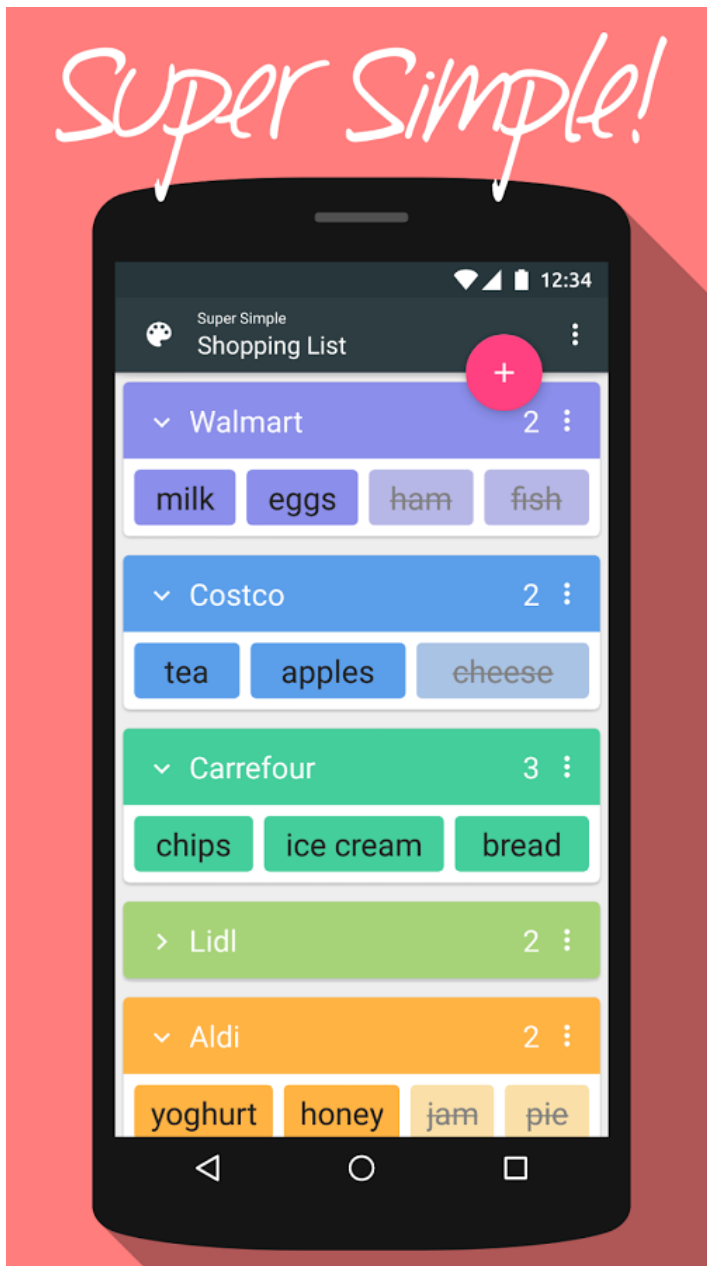 Super Simple!
12:34
Super Simple
Shopping List
+
Walmart 2
milk eggs ham fish
Costco 2
tea apples cheese
Carrefour 3
chips ice cream bread
Lidl 2
Aldi 2
yoghurt honey jam pie